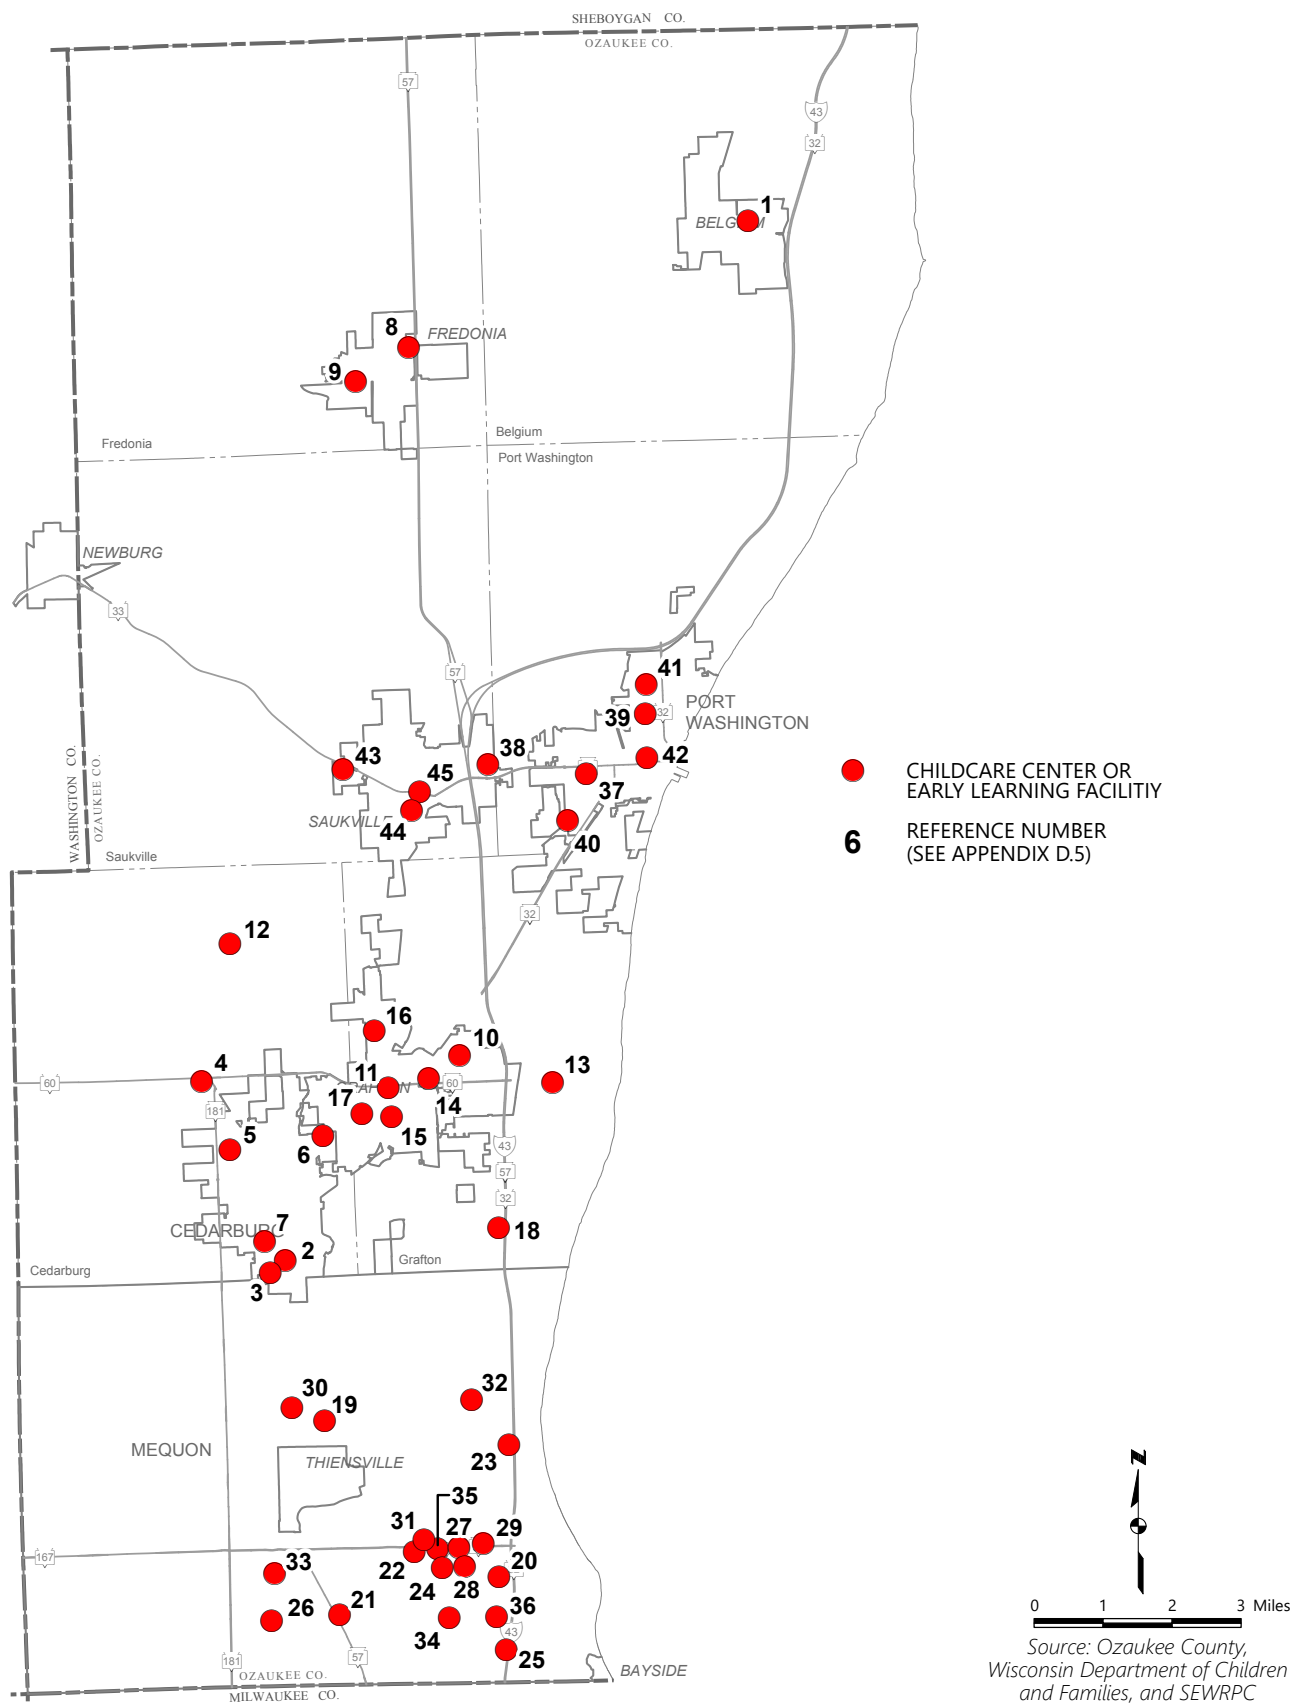 SHEBOYGAN CO.
OZAUKEE CO.
57
43
32
1
BELGIUM
8
FREDONIA
9
Fredonia
Belgium
Port Washington
NEWBURG
33
57
41
PORT
WASHINGTON
39
32
WASHINGTON CO.
OZAUKEE CO.
43
38
42
45
37
SAUKVILLE
44
40
CHILDCARE CENTER OR
EARLY LEARNING FACILITIY
6
REFERENCE NUMBER
(SEE APPENDIX D.5)
Saukville
32
12
16
10
4
11
13
60
60
181
17
14
5
6
15
43
57
32
CEDARBURG
7
18
2
Grafton
Cedarburg
3
30
32
19
MEQUON
23
THIENSVILLE
35
31
27
29
167
33
22
20
24
28
26
21
36
34
43
25
57
181
OZAUKEE CO.
MILWAUKEE CO.
BAYSIDE
N
0 1 2 3 Miles
Source: Ozaukee County,
Wisconsin Department of Children
and Families, and SEWRPC